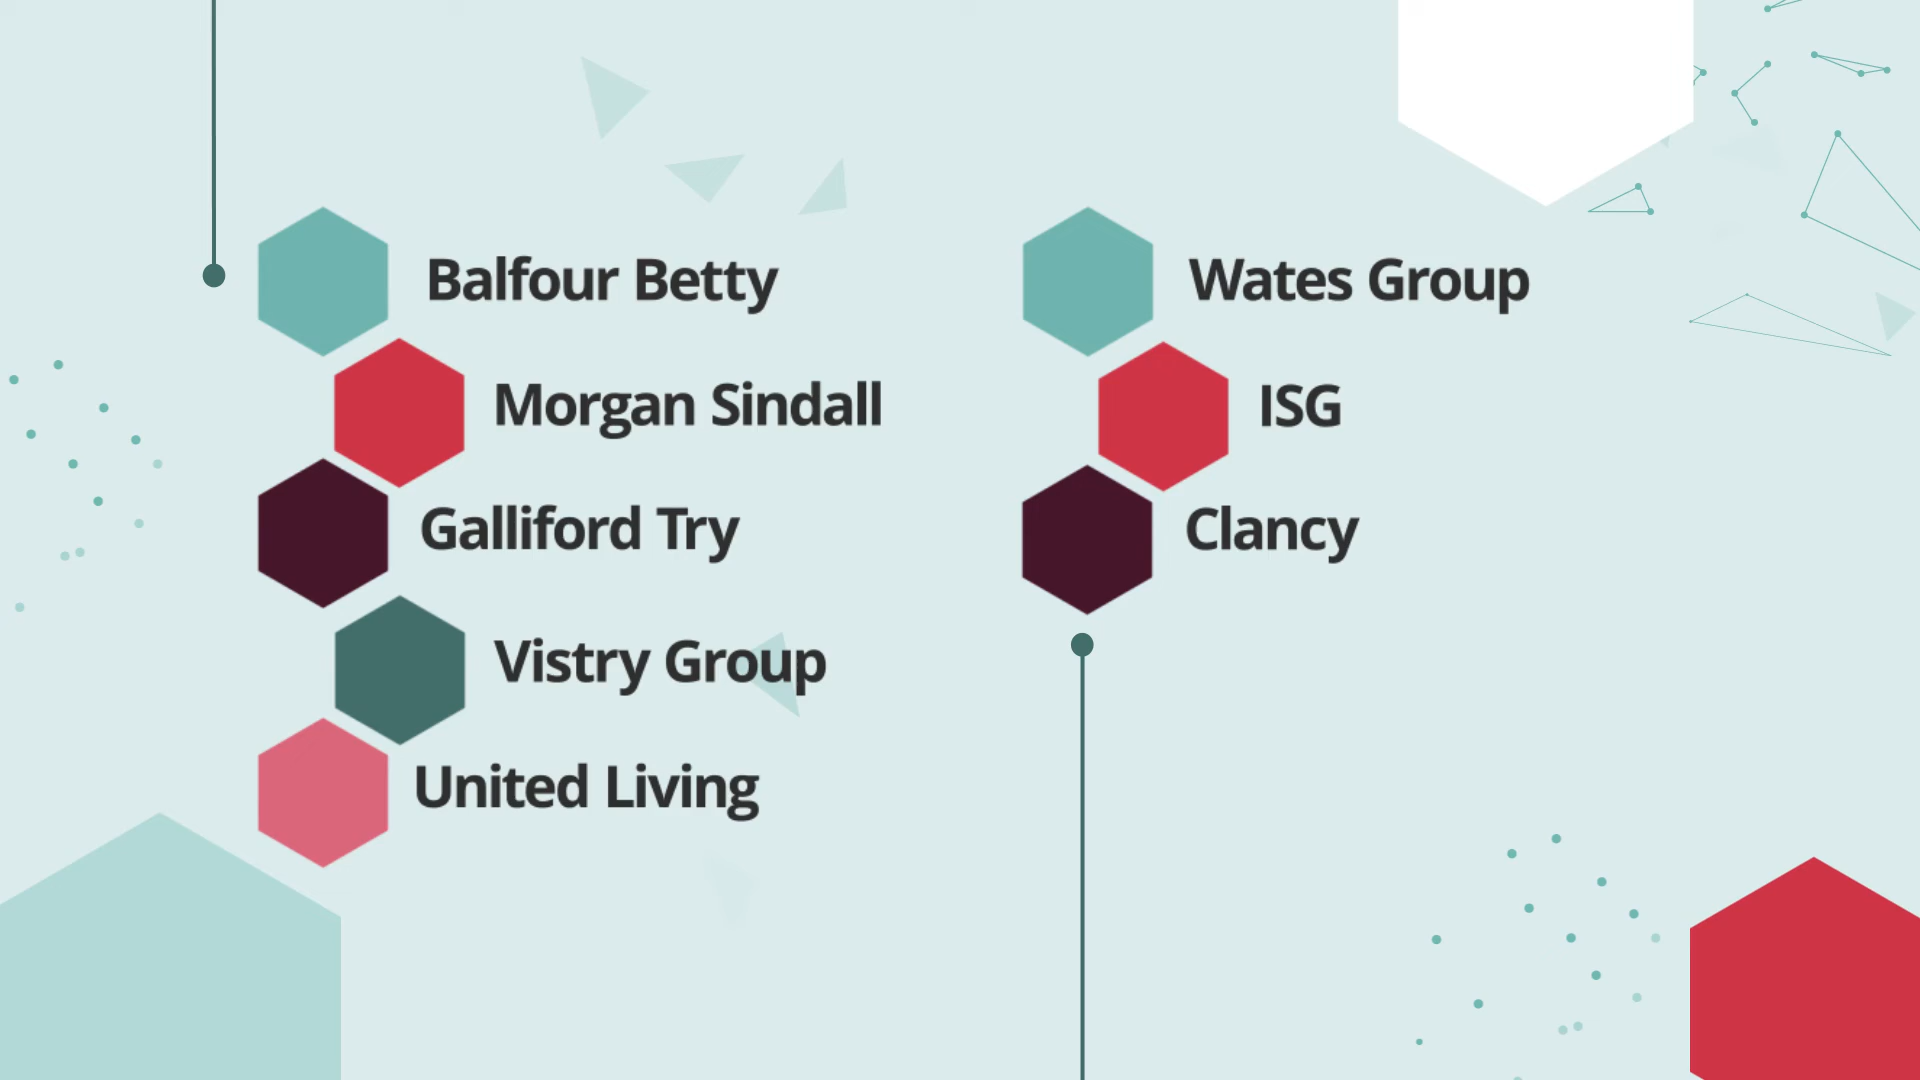 Balfour Betty
Morgan Sindall
Galliford Try
Vistry Group
United Living
Wates Group
ISG
Clancy